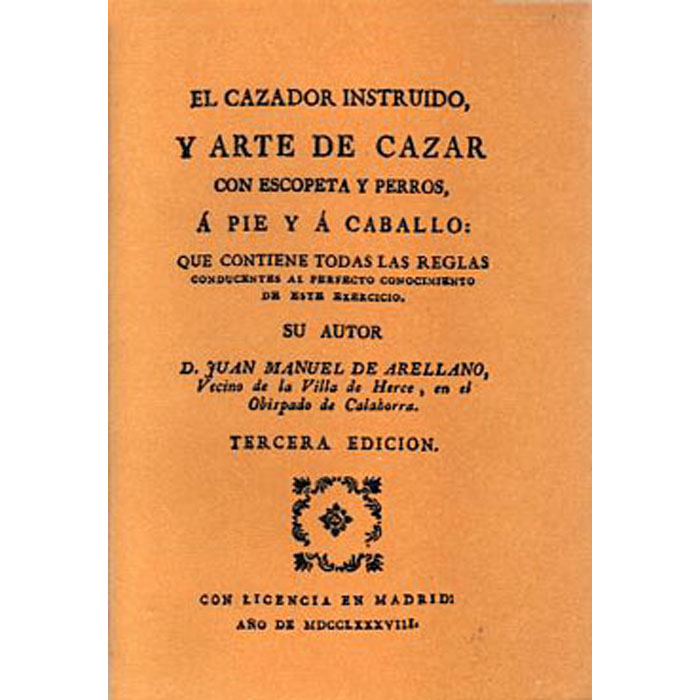 EL CAZADOR INSTRUIDO,
Y ARTE DE CAZAR
CON ESCOPETA Y PERROS,
Á PIE Y Á CABALLO:
QUE CONTIENE TODAS LAS REGLAS
CONDUCENTES AL PERFECTO CONOCIMIENTO
DE ESTE EXERCICIO.
SU AUTOR
D. JUAN MANUEL DE ARELLANO,
Vecino de la Villa de Herce, en el
Obispado de Calahorra.
TERCERA EDICION.
CON LICENCIA EN MADRID:
AÑO DE MDCCLXXXVIII.